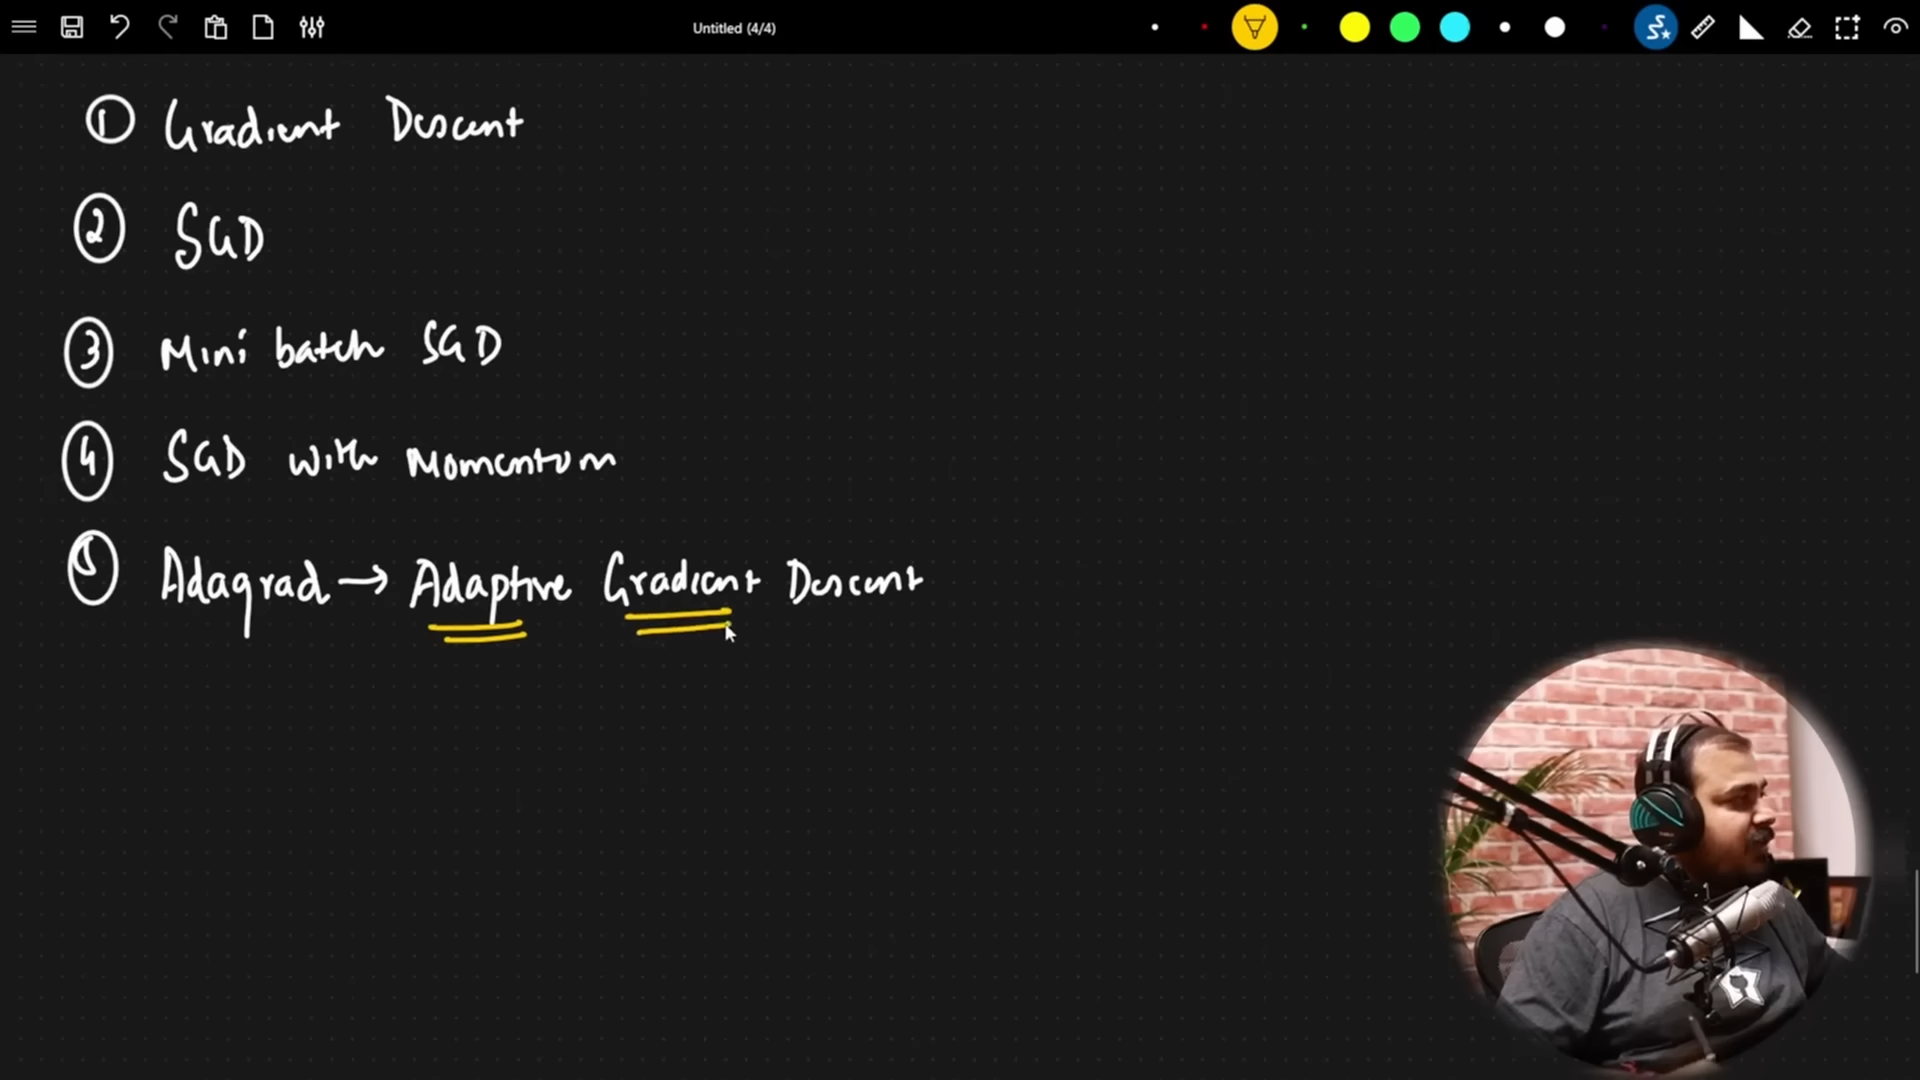 Untitled (4/4)
① Gradient Descent
② SGD
③ Mini batch SGD
④ SGD with Momentum
⑤ Adagrad → Adaptive Gradient Descent